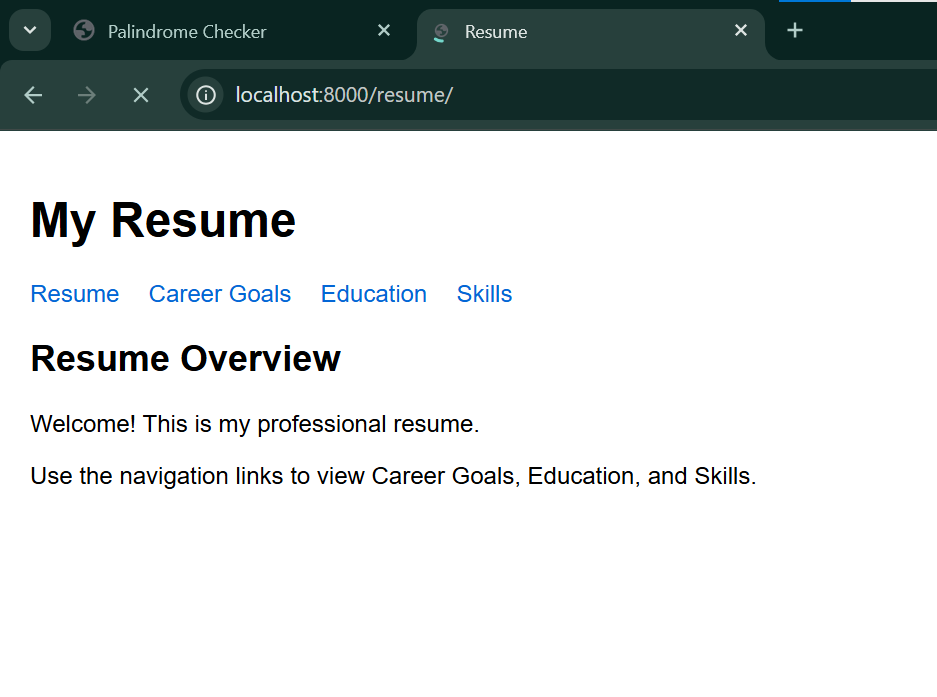 Palindrome Checker
Resume
localhost:8000/resume/
My Resume
Resume Career Goals Education Skills
Resume Overview
Welcome! This is my professional resume.
Use the navigation links to view Career Goals, Education, and Skills.